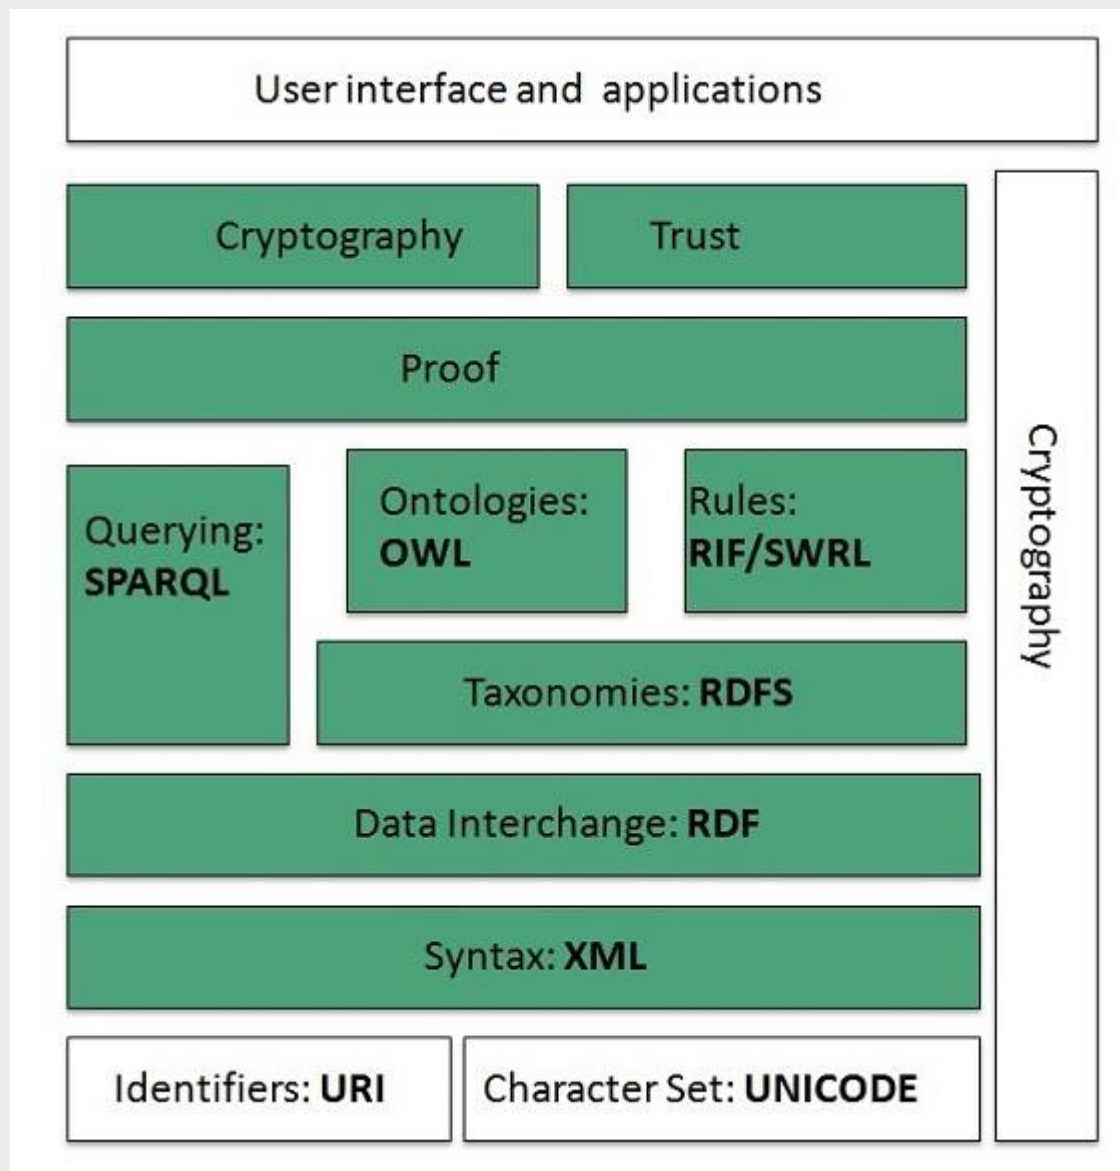 User interface and applications
Cryptography
Trust
Proof
Querying:
SPARQL
Ontologies:
OWL
Rules:
RIF/SWRL
Taxonomies: RDFS
Data Interchange: RDF
Syntax: XML
Identifiers: URI
Character Set: UNICODE
Cryptography